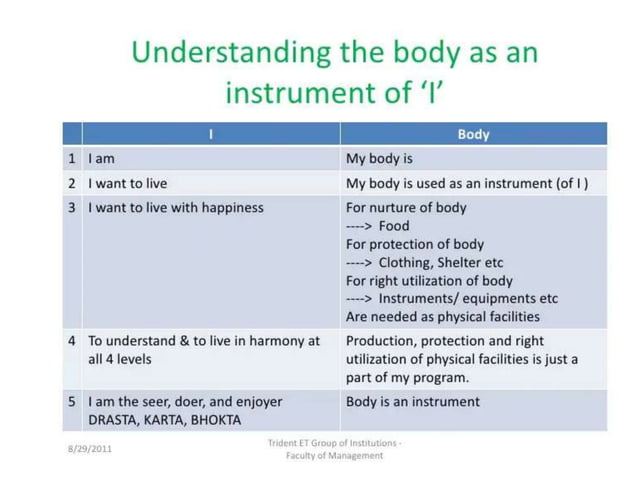 Understanding the body as an
instrument of ‘I’
I Body
1 I am My body is
2 I want to live My body is used as an instrument (of I )
3 I want to live with happiness For nurture of body
----> Food
For protection of body
----> Clothing, Shelter etc
For right utilization of body
----> Instruments/ equipments etc
Are needed as physical facilities
4 To understand & to live in harmony at
all 4 levels
Production, protection and right
utilization of physical facilities is just a
part of my program.
5 I am the seer, doer, and enjoyer
DRASTA, KARTA, BHOKTA
Body is an instrument
8/29/2011
Trident ET Group of Institutions -
Faculty of Management